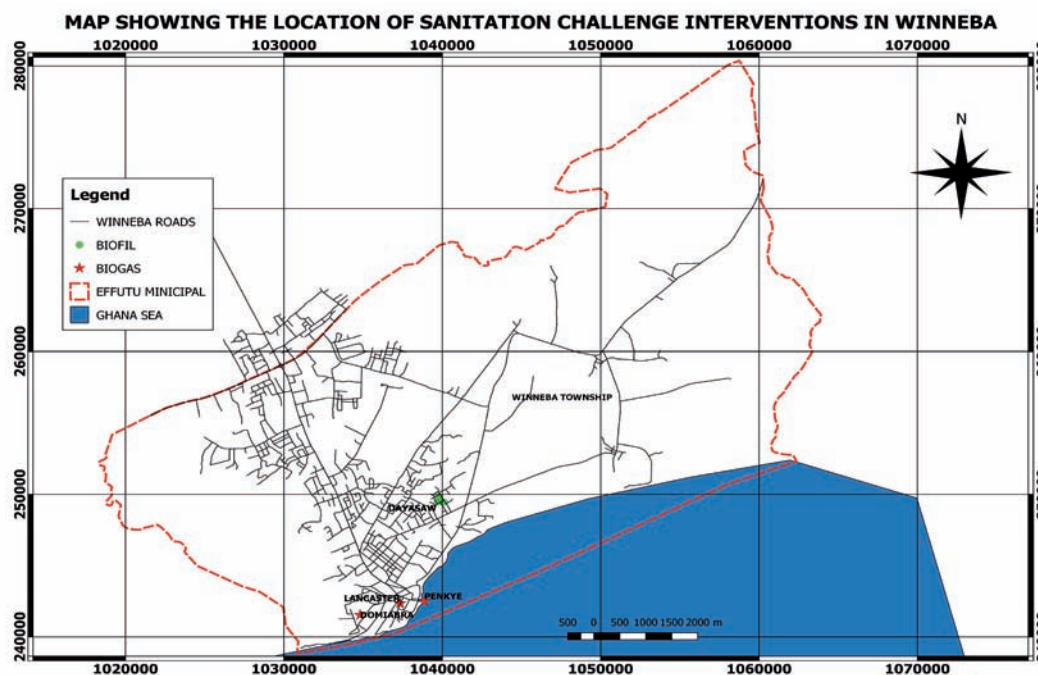 MAP SHOWING THE LOCATION OF SANITATION CHALLENGE INTERVENTIONS IN WINNEBA
1020000 1030000 1040000 1050000 1060000 1070000
280000
N
Legend
WINNEBA ROADS
BIOFIL
BIOGAS
EFFUTU MINICIPAL
GHANA SEA
270000
260000
WINNEBA TOWNSHIP
250000
DAYASAW
LANCASTER
PENKYE
DOMIABRA
500 0 500 1000 1500 2000 m
240000
1020000 1030000 1040000 1050000 1060000 1070000